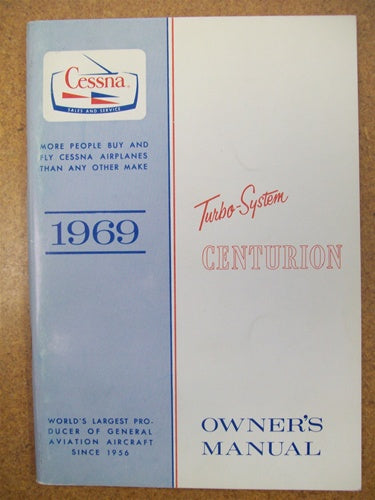 Cessna®
SALES AND SERVICE
MORE PEOPLE BUY AND
FLY CESSNA AIRPLANES
THAN ANY OTHER MAKE
1969
Turbo-System
CENTURION
WORLD'S LARGEST PRO-
DUCER OF GENERAL
AVIATION AIRCRAFT
SINCE 1956
OWNER'S
MANUAL